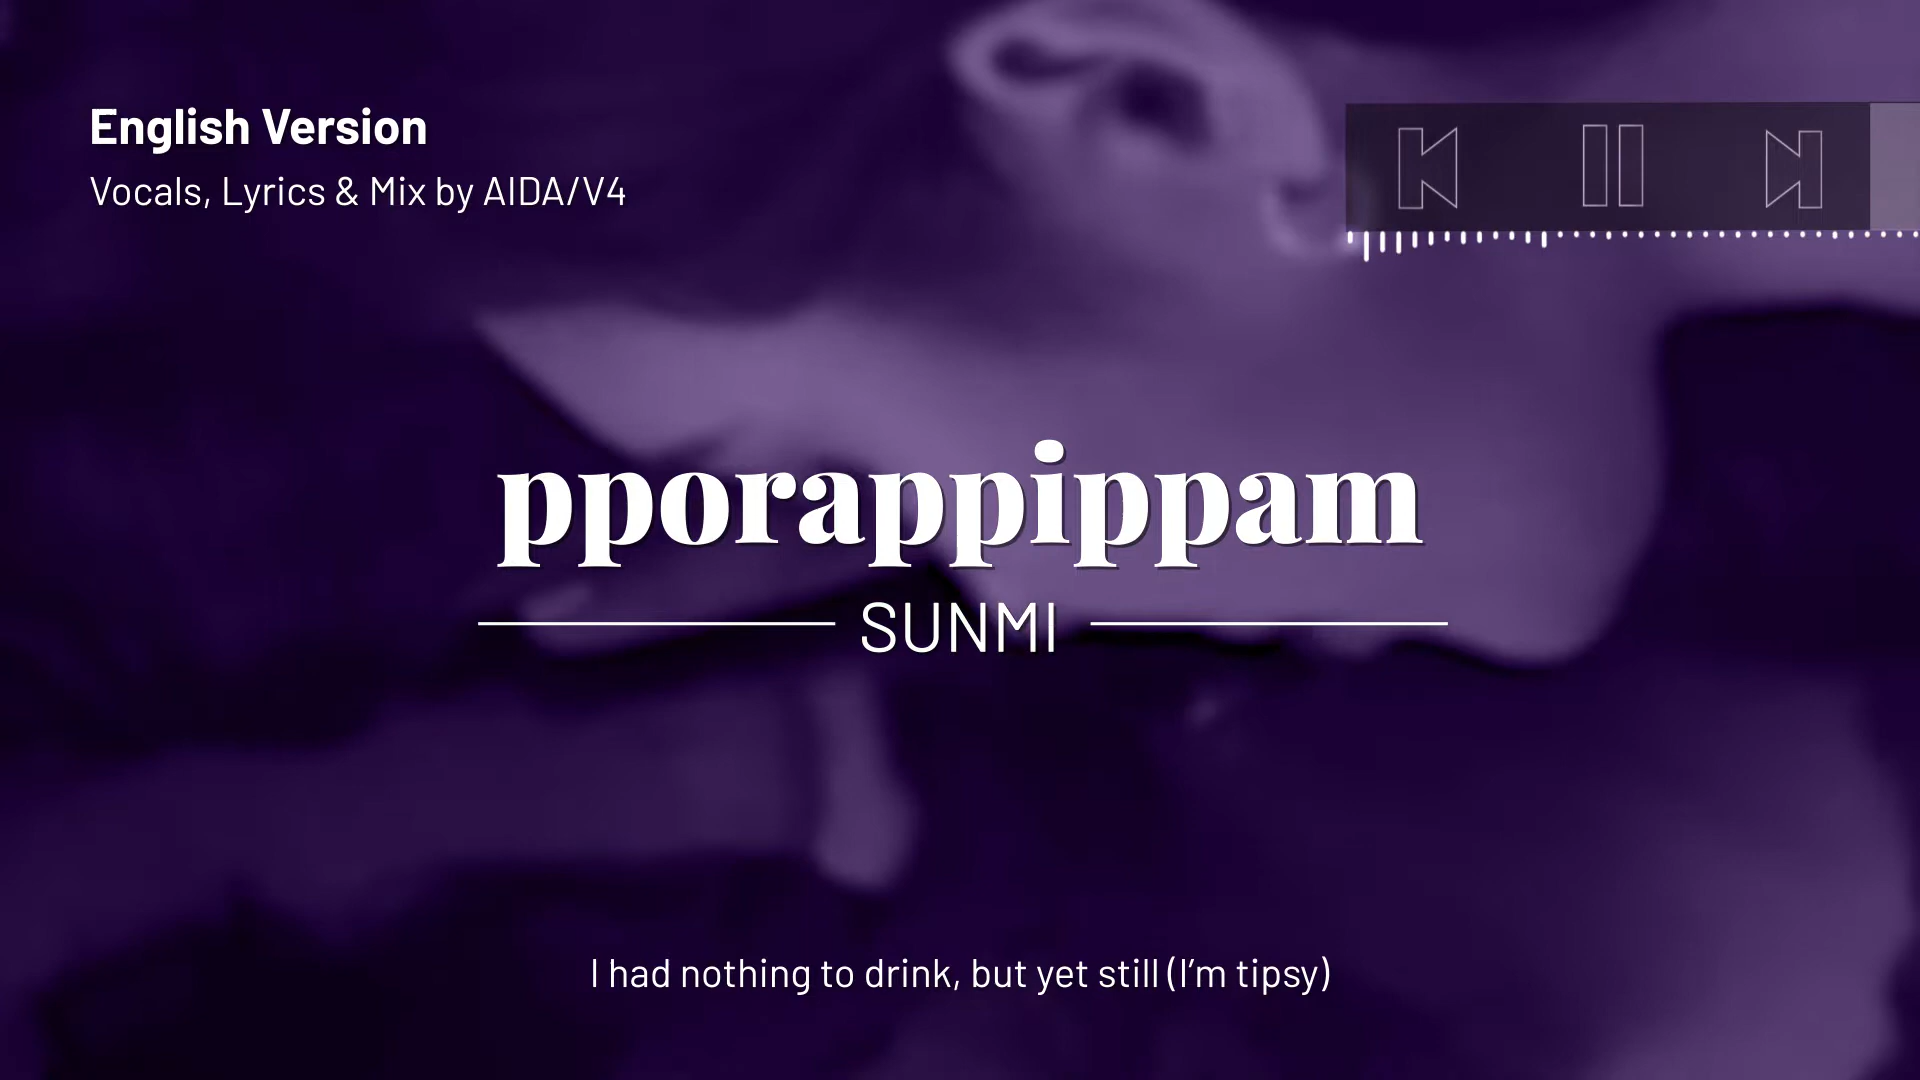 English Version
Vocals, Lyrics & Mix by AIDA/V4
pporappippam
SUNMI
I had nothing to drink, but yet still (I’m tipsy)